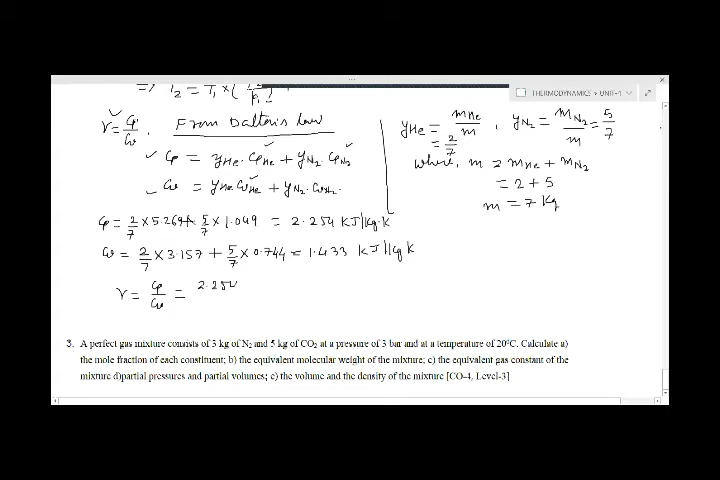 =) T2 = T1 × (
p1
THERMODYNAMICS » UNIT-4
γ = Cp/Cv , From Dalton's Law
Cp = yHe. CpHe + yN2. CpN2
Cv = yHe CvHe + yN2. CvN2.
Cp = 2/7 × 5.264 + 5/7 × 1.049 = 2.254 KJ/Kg.K
Cv = 2/7 × 3.157 + 5/7 × 0.744 = 1.433 KJ/Kg K
γ = Cp/Cv = 2.254
yHe = mHe/m , yN2 = mN2/m = 5/7
= 2/7
where, m = mHe + mN2
= 2 + 5
m = 7 Kg
3. A perfect gas mixture consists of 3 kg of N2 and 5 kg of CO2 at a pressure of 3 bar and at a temperature of 20⁰C. Calculate a)
the mole fraction of each constituent; b) the equivalent molecular weight of the mixture; c) the equivalent gas constant of the
mixture d)partial pressures and partial volumes; e) the volume and the density of the mixture [CO-4, Level-3]